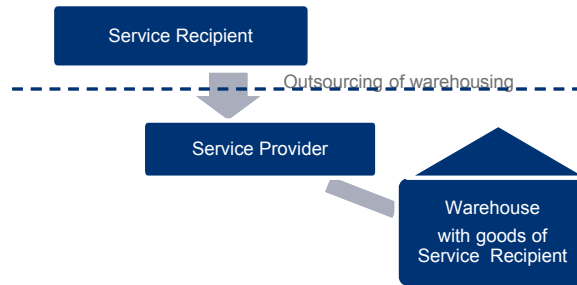 Service Recipient
Outsourcing of warehousing
Service Provider
Warehouse
with goods of
Service Recipient